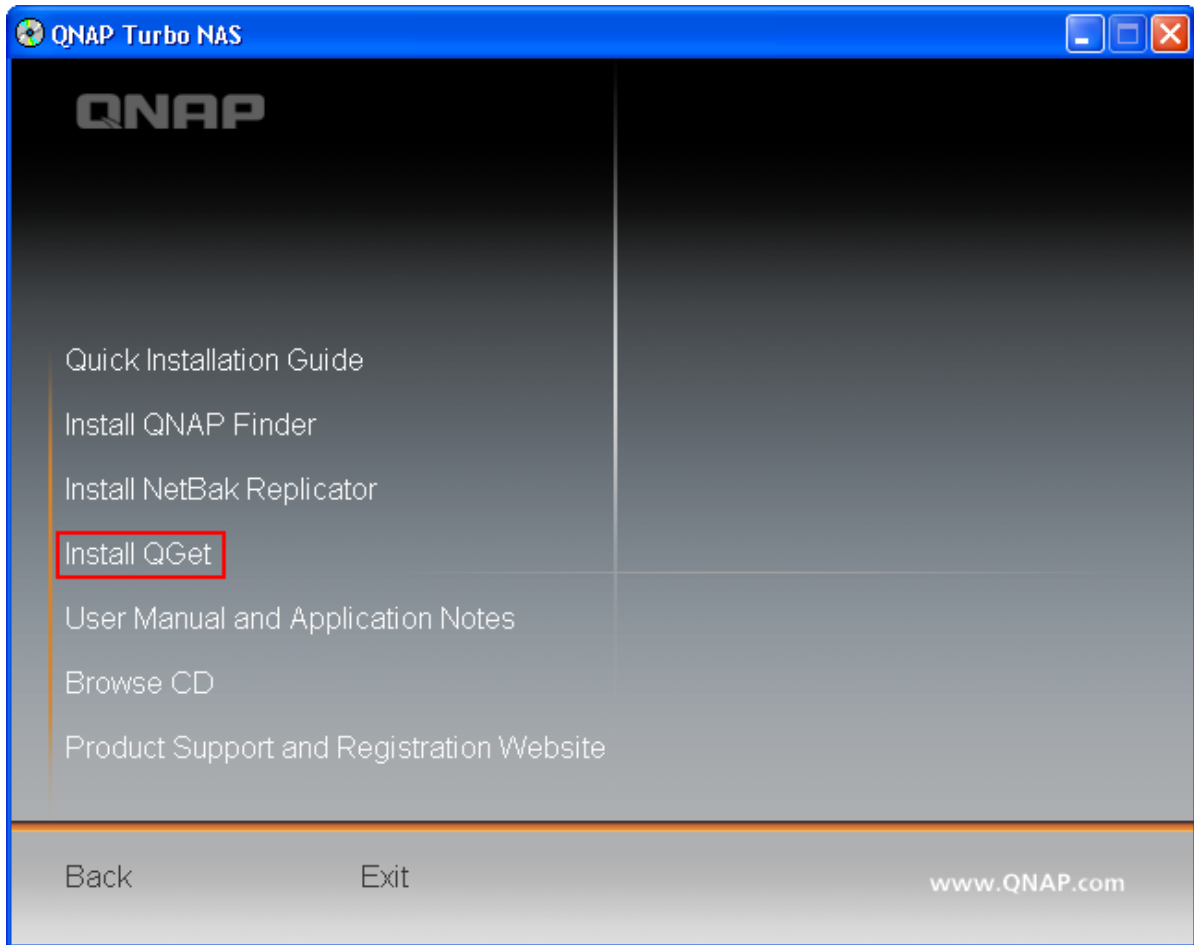 QNAP Turbo NAS
QNAP
Quick Installation Guide
Install QNAP Finder
Install NetBak Replicator
Install QGet
User Manual and Application Notes
Browse CD
Product Support and Registration Website
Back
Exit
www.QNAP.com